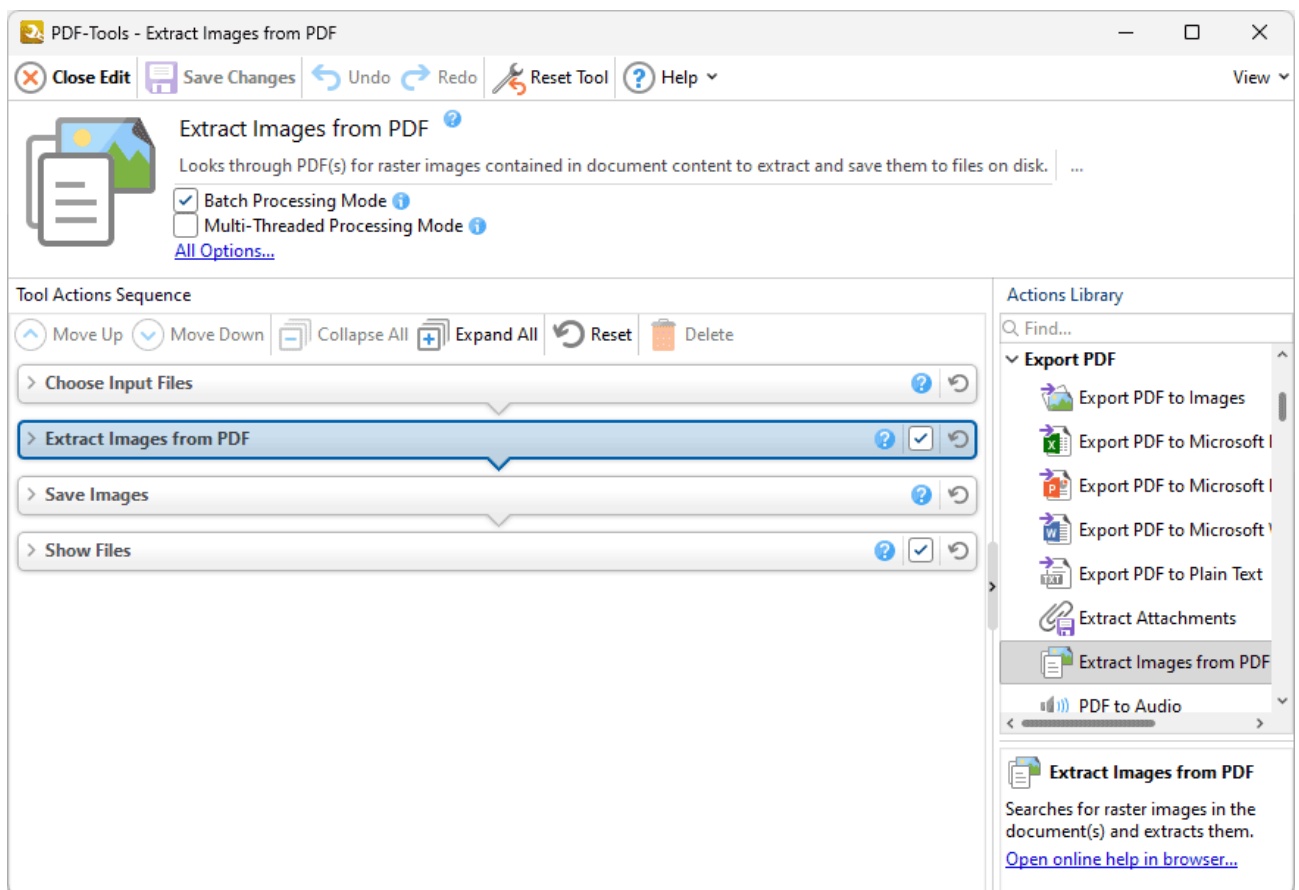 PDF-Tools - Extract Images from PDF
Close Edit Save Changes Undo Redo Reset Tool Help View
Extract Images from PDF
Looks through PDF(s) for raster images contained in document content to extract and save them to files on disk. ...
Batch Processing Mode
Multi-Threaded Processing Mode
All Options...
Tool Actions Sequence
Move Up Move Down Collapse All Expand All Reset Delete
Choose Input Files
Extract Images from PDF
Save Images
Show Files
Actions Library
Find...
Export PDF
Export PDF to Images
Export PDF to Microsoft
Export PDF to Microsoft
Export PDF to Microsoft
Export PDF to Plain Text
Extract Attachments
Extract Images from PDF
PDF to Audio
Extract Images from PDF
Searches for raster images in the
document(s) and extracts them.
Open online help in browser...